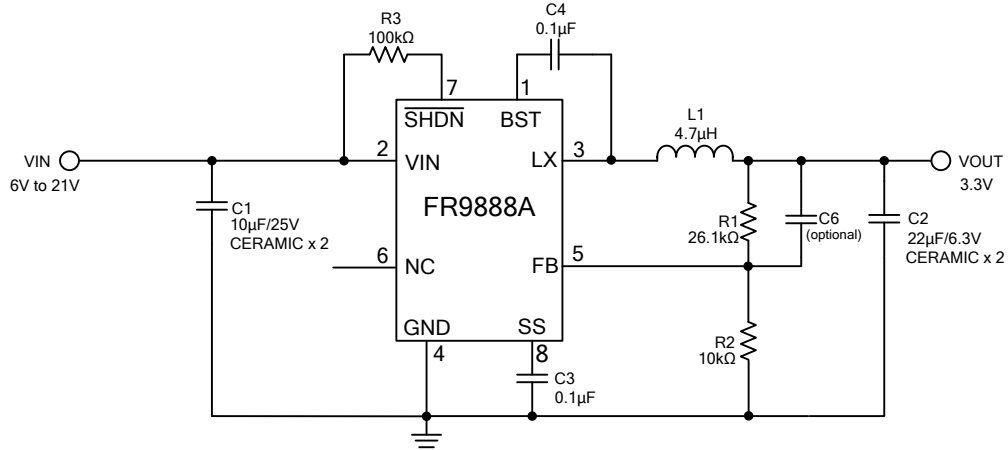 C4
0.1µF
R3
100kΩ
7
1
SHDN
BST
L1
4.7µH
VIN
6V to 21V
2
VIN
LX
3
VOUT
3.3V
C1
10µF/25V
CERAMIC x 2
FR9888A
R1
26.1kΩ
C6
(optional)
C2
22µF/6.3V
CERAMIC x 2
6
NC
FB
5
GND
SS
4
8
R2
10kΩ
C3
0.1µF